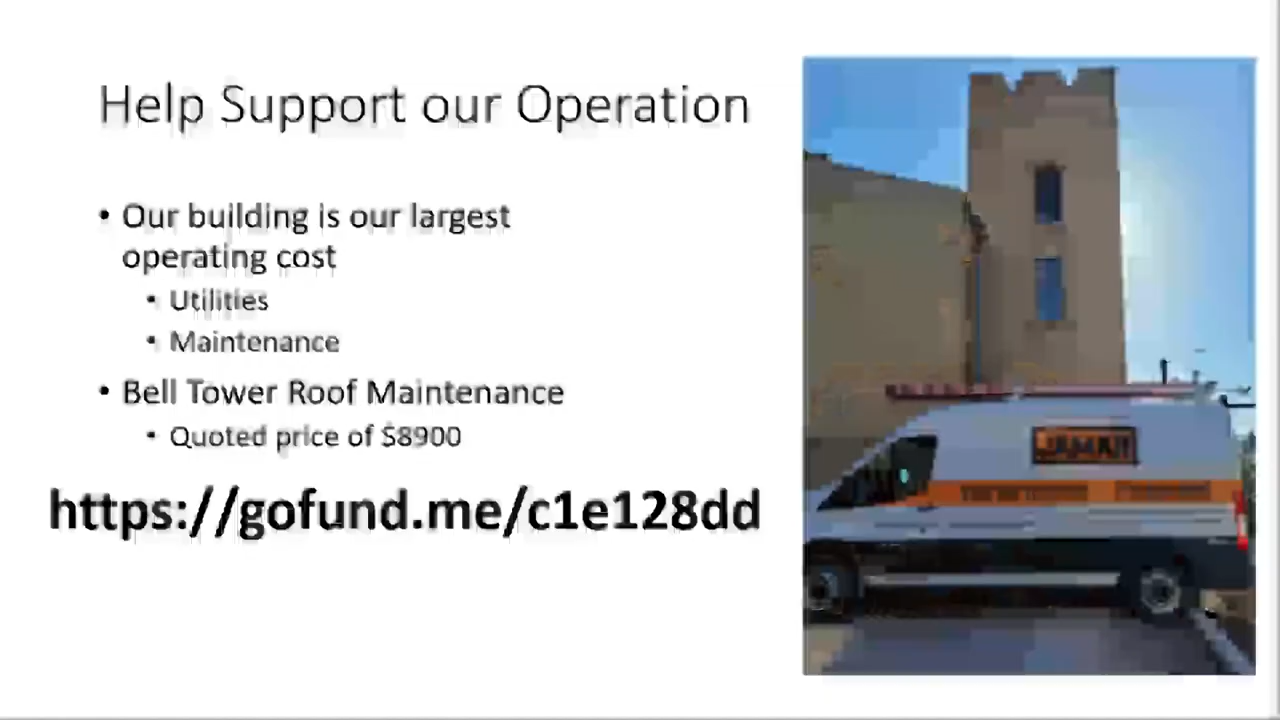 Help Support our Operation
• Our building is our largest
operating cost
• Utilities
• Maintenance
• Bell Tower Roof Maintenance
• Quoted price of $8900
https://gofund.me/c1e128dd